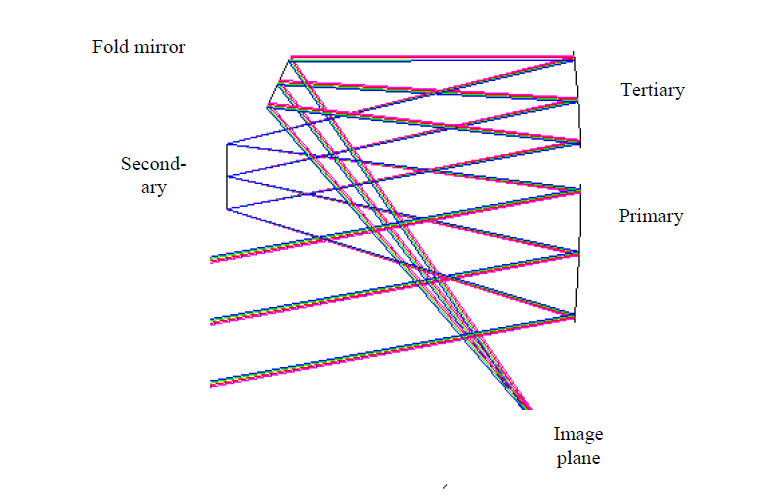 Fold mirror
Tertiary
Second-
ary
Primary
Image
plane